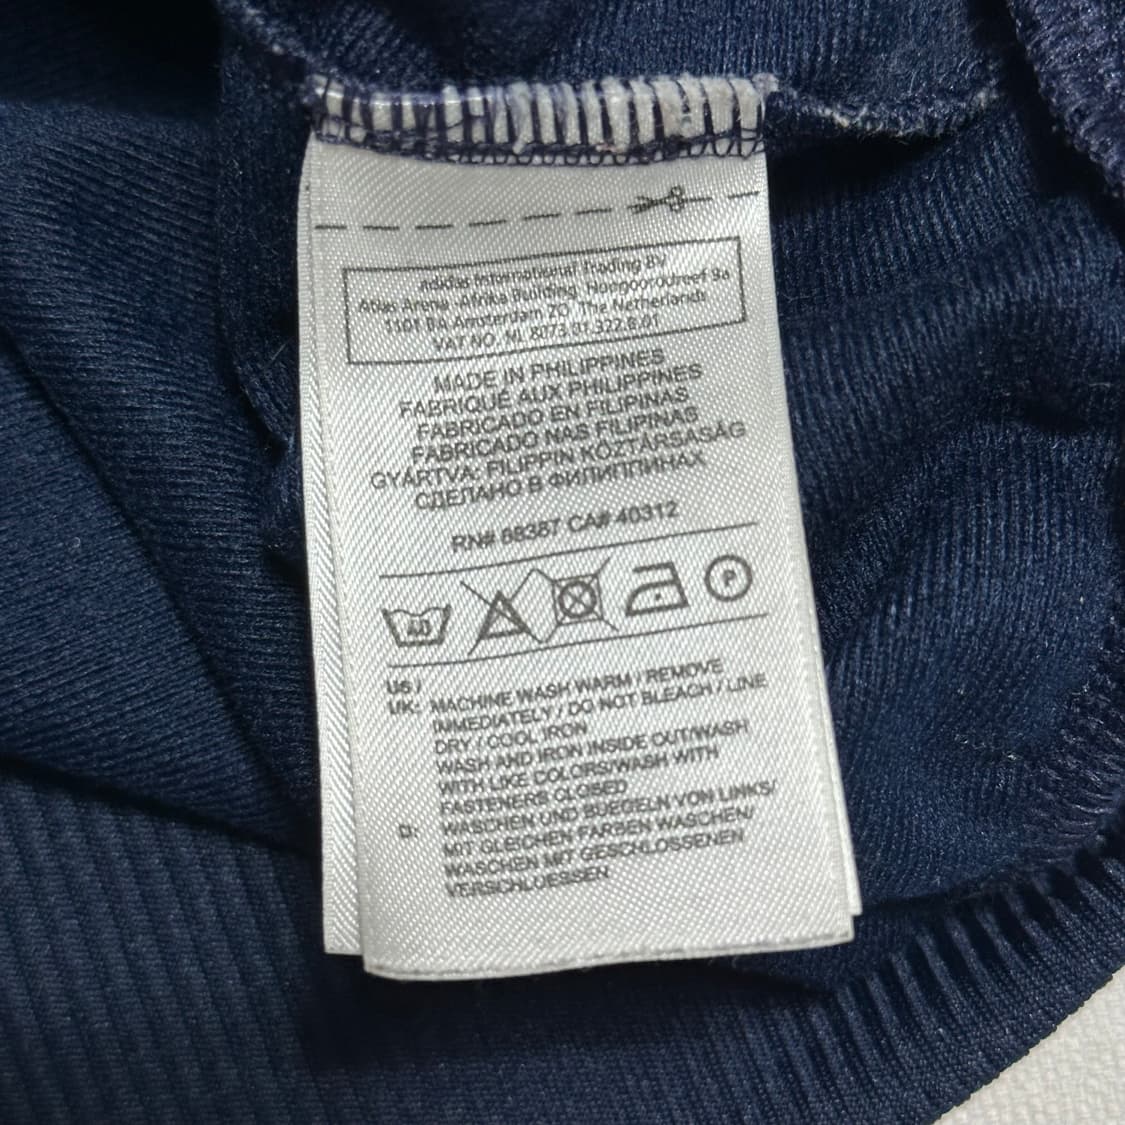 Adidas International Trading BV
Atlas Arena -Afrika Building, Hoogoorddreef 9a
1101 BA Amsterdam ZO The Netherlands
VAT NO. NL 8073.01.322.B.01
MADE IN PHILIPPINES
FABRIQUÉ AUX PHILIPPINES
FABRICADO EN FILIPINAS
FABRICADO NAS FILIPINAS
GYÁRTVA: FILIPPIN KÖZTÁRSASÁG
СДЕЛАНО В ФИЛИППИНАХ
RN# 88387 CA# 40312
40 P
US /
UK: MACHINE WASH WARM / REMOVE
IMMEDIATELY / DO NOT BLEACH / LINE
DRY / COOL IRON
WASH AND IRON INSIDE OUT/WASH
WITH LIKE COLORS/WASH WITH
FASTENERS CLOSED
D: WASCHEN UND BUEGELN VON LINKS/
MIT GLEICHEN FARBEN WASCHEN/
WASCHEN MIT GESCHLOSSENEN
VERSCHLUESSEN